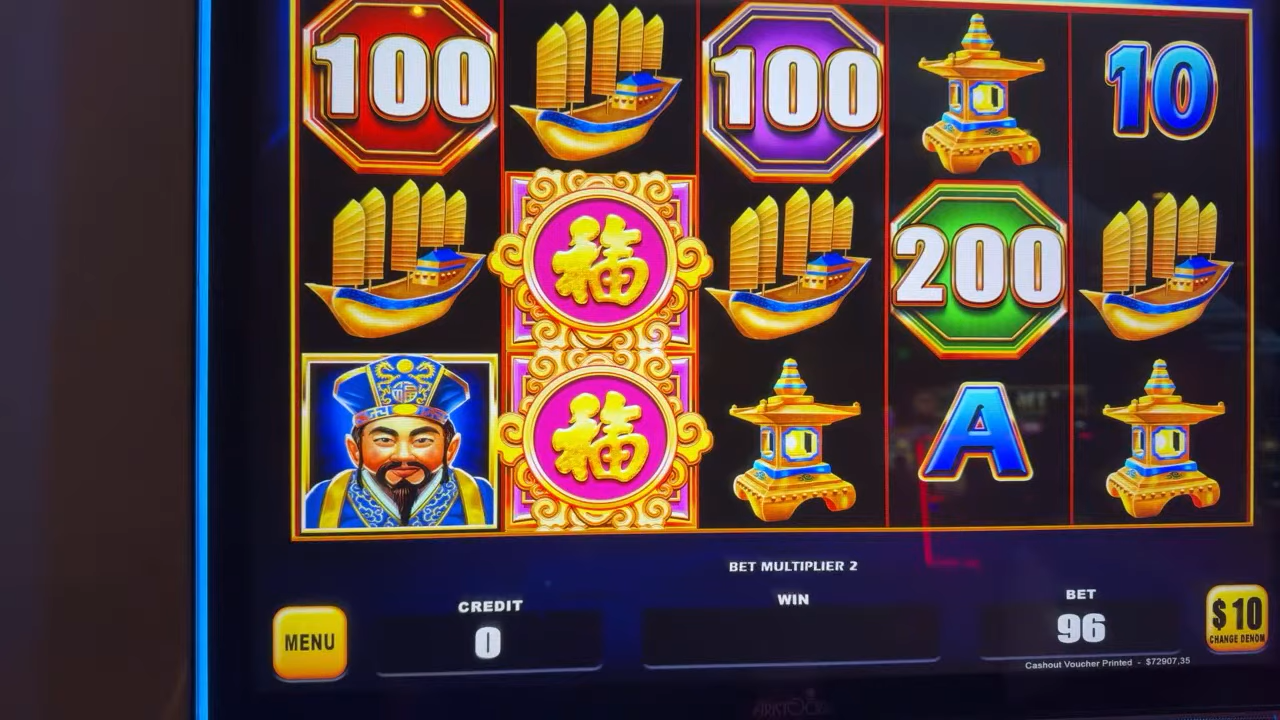 100
100
10
福
200
福
A
BET MULTIPLIER 2
CREDIT
WIN
BET
MENU
0
96
$10
CHANGE DENOM
Cashout Voucher Printed - $72907.35